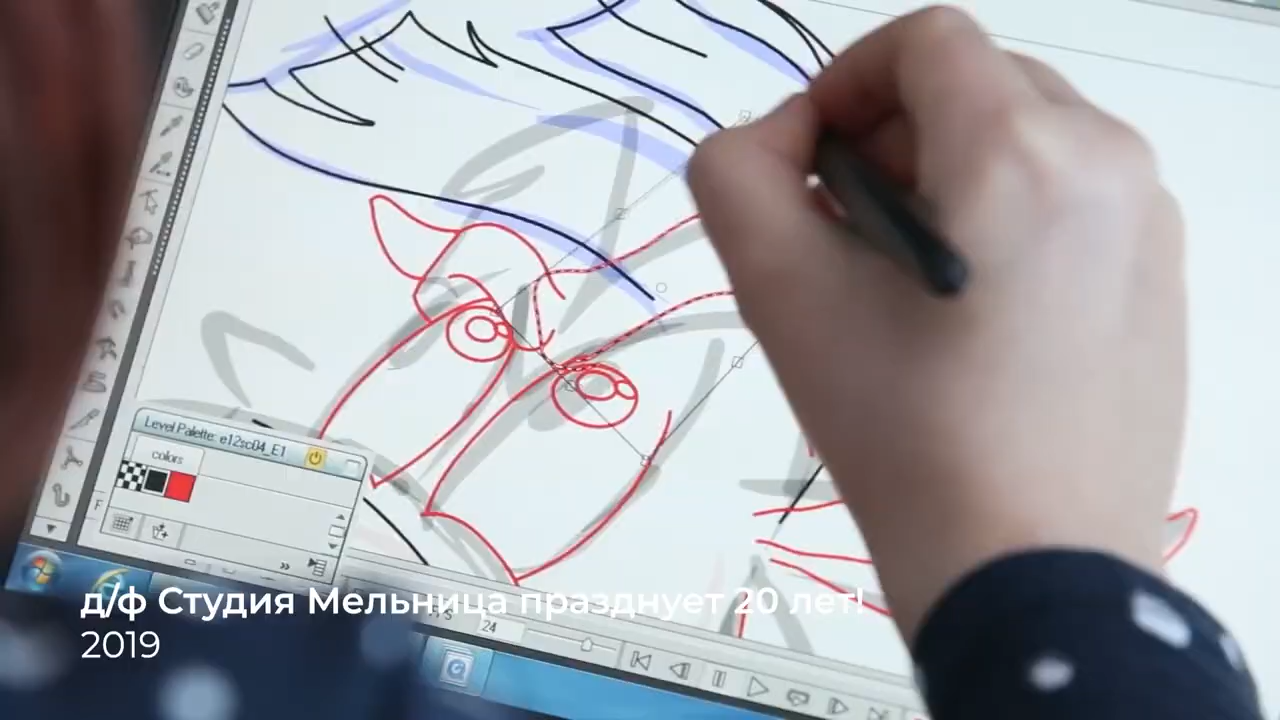 Level Palette: e12sc04_E1
colors
F
д/ф Студия Мельница празднует 20 лет!
24
2019